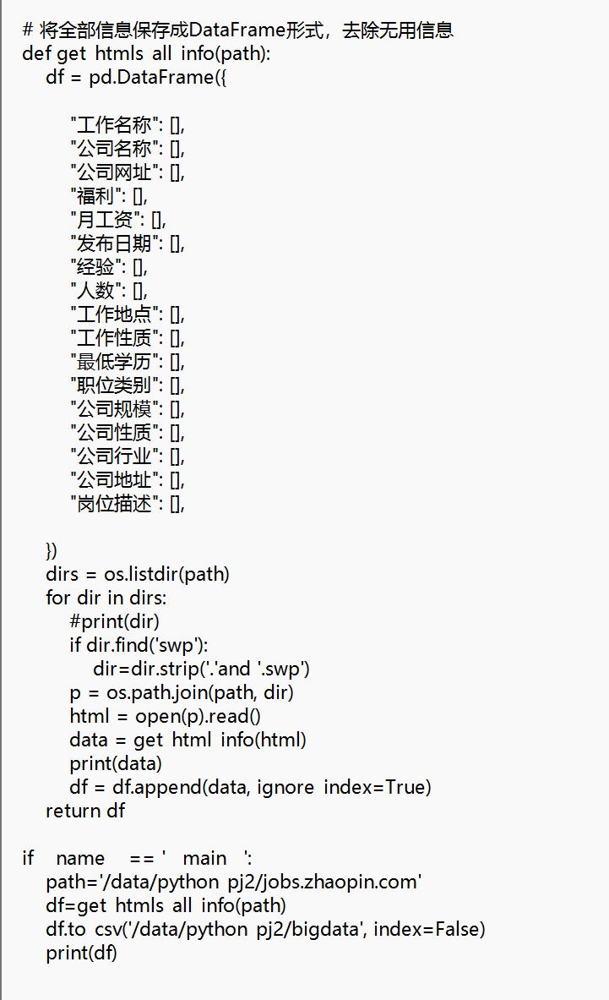 # 将全部信息保存成DataFrame形式，去除无用信息
def get  htmls  all  info(path):
    df = pd.DataFrame({
        "工作名称": [],
        "公司名称": [],
        "公司网址": [],
        "福利": [],
        "月工资": [],
        "发布日期": [],
        "经验": [],
        "人数": [],
        "工作地点": [],
        "工作性质": [],
        "最低学历": [],
        "职位类别": [],
        "公司规模": [],
        "公司性质": [],
        "公司行业": [],
        "公司地址": [],
        "岗位描述": [],
    })
    dirs = os.listdir(path)
    for dir in dirs:
        #print(dir)
        if dir.find('swp'):
            dir=dir.strip('.'and '.swp')
        p = os.path.join(path, dir)
        html = open(p).read()
        data = get  html  info(html)
        print(data)
        df = df.append(data, ignore  index=True)
    return df
if    name    == '   main   ':
    path='/data/python  pj2/jobs.zhaopin.com'
    df=get  htmls  all  info(path)
    df.to  csv('/data/python  pj2/bigdata', index=False)
    print(df)